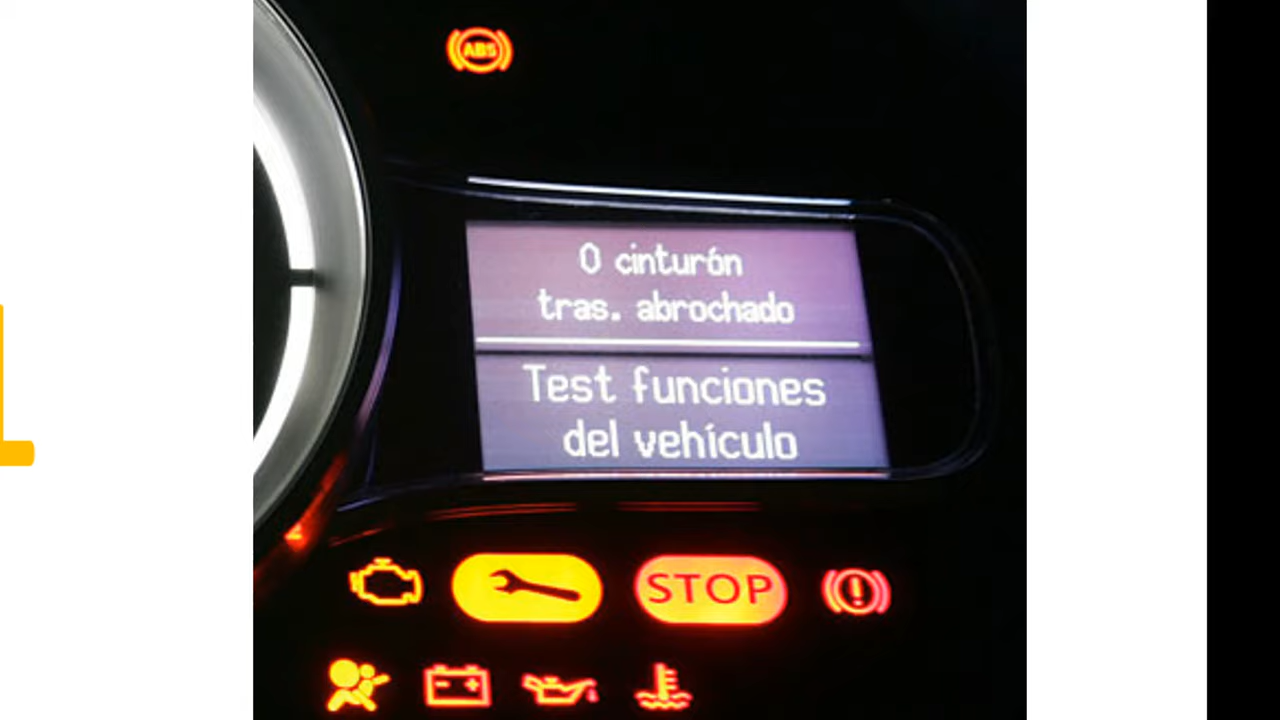 ABS
0 cinturón
tras. abrochado
Test funciones
del vehículo
STOP